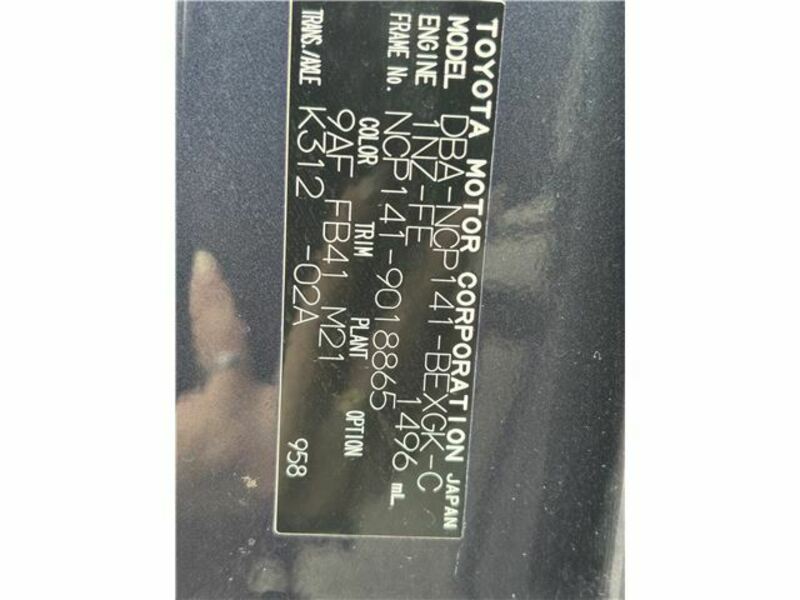 TOYOTA MOTOR CORPORATION JAPAN
MODEL DBA-NCP141-BEXGK-C
ENGINE 1NZ-FE 1496 mL
FRAME No. NCP141-9018865
COLOR TRIM PLANT OPTION
9AF FB41 M21
TRANS./AXLE K312 -02A 958